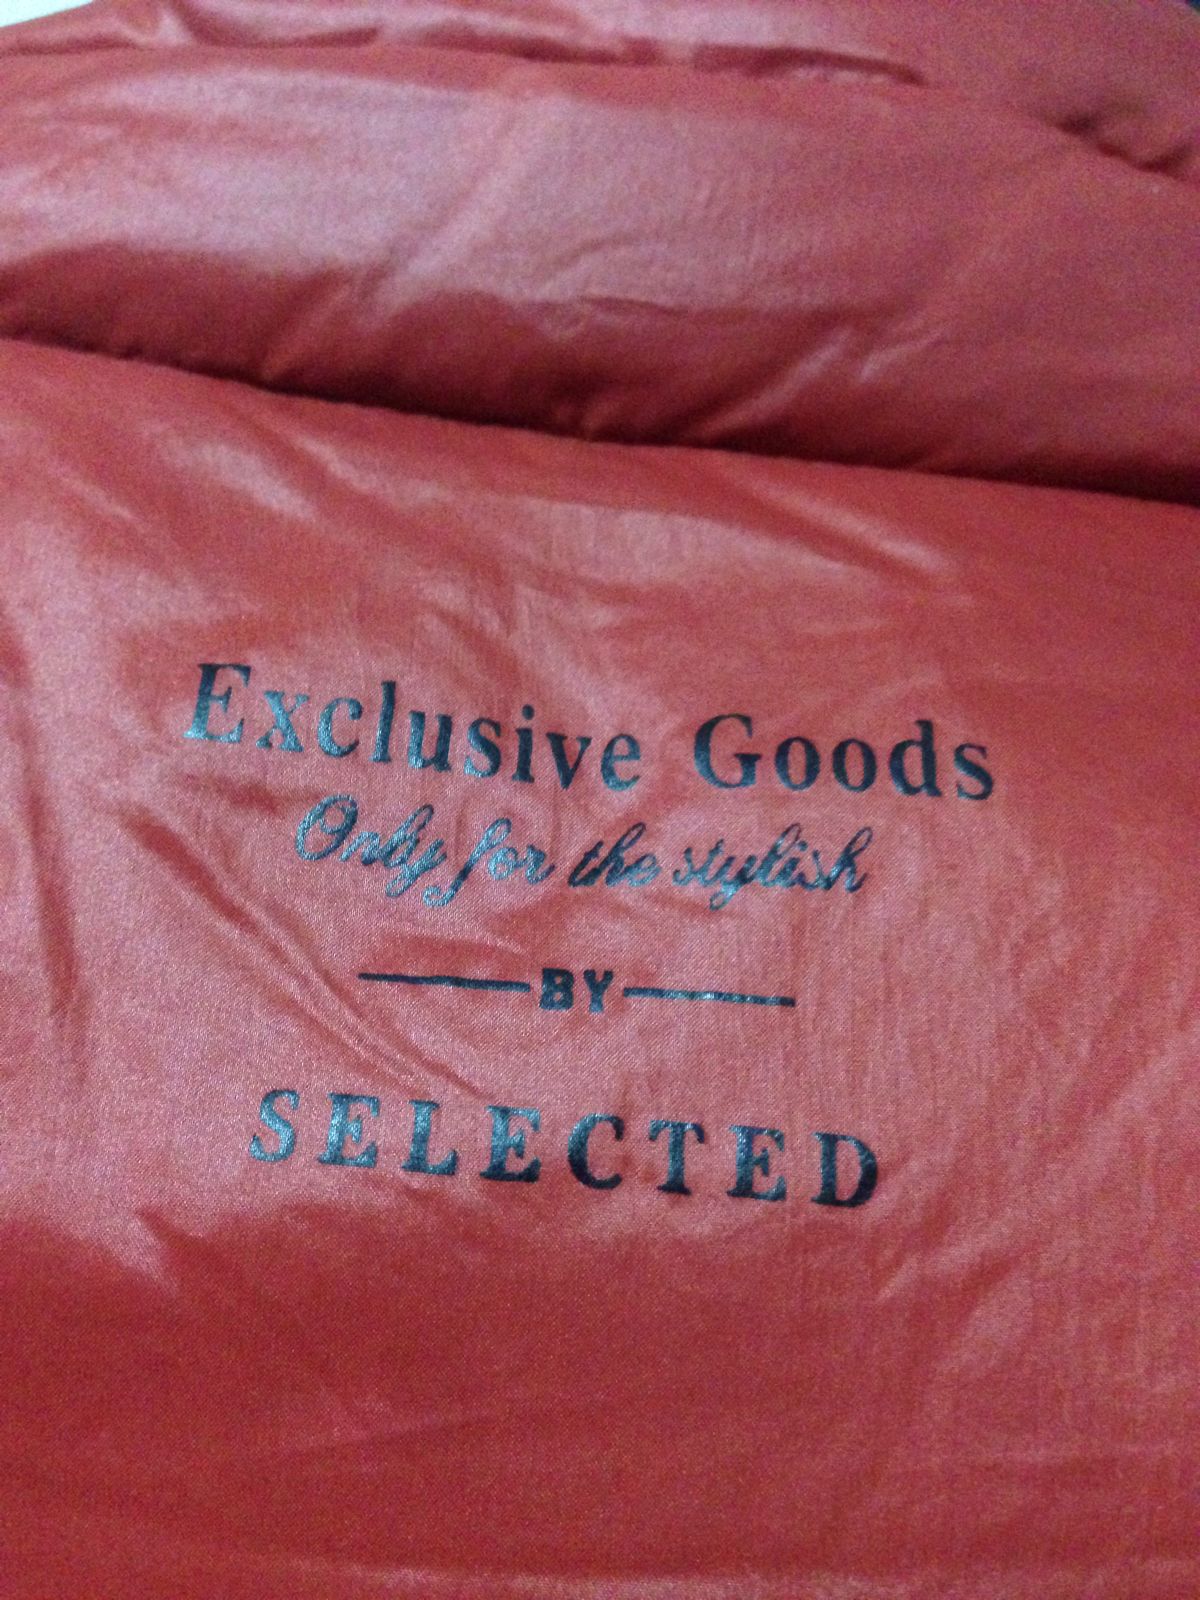 Exclusive Goods
Only for the stylish
BY
SELECTED